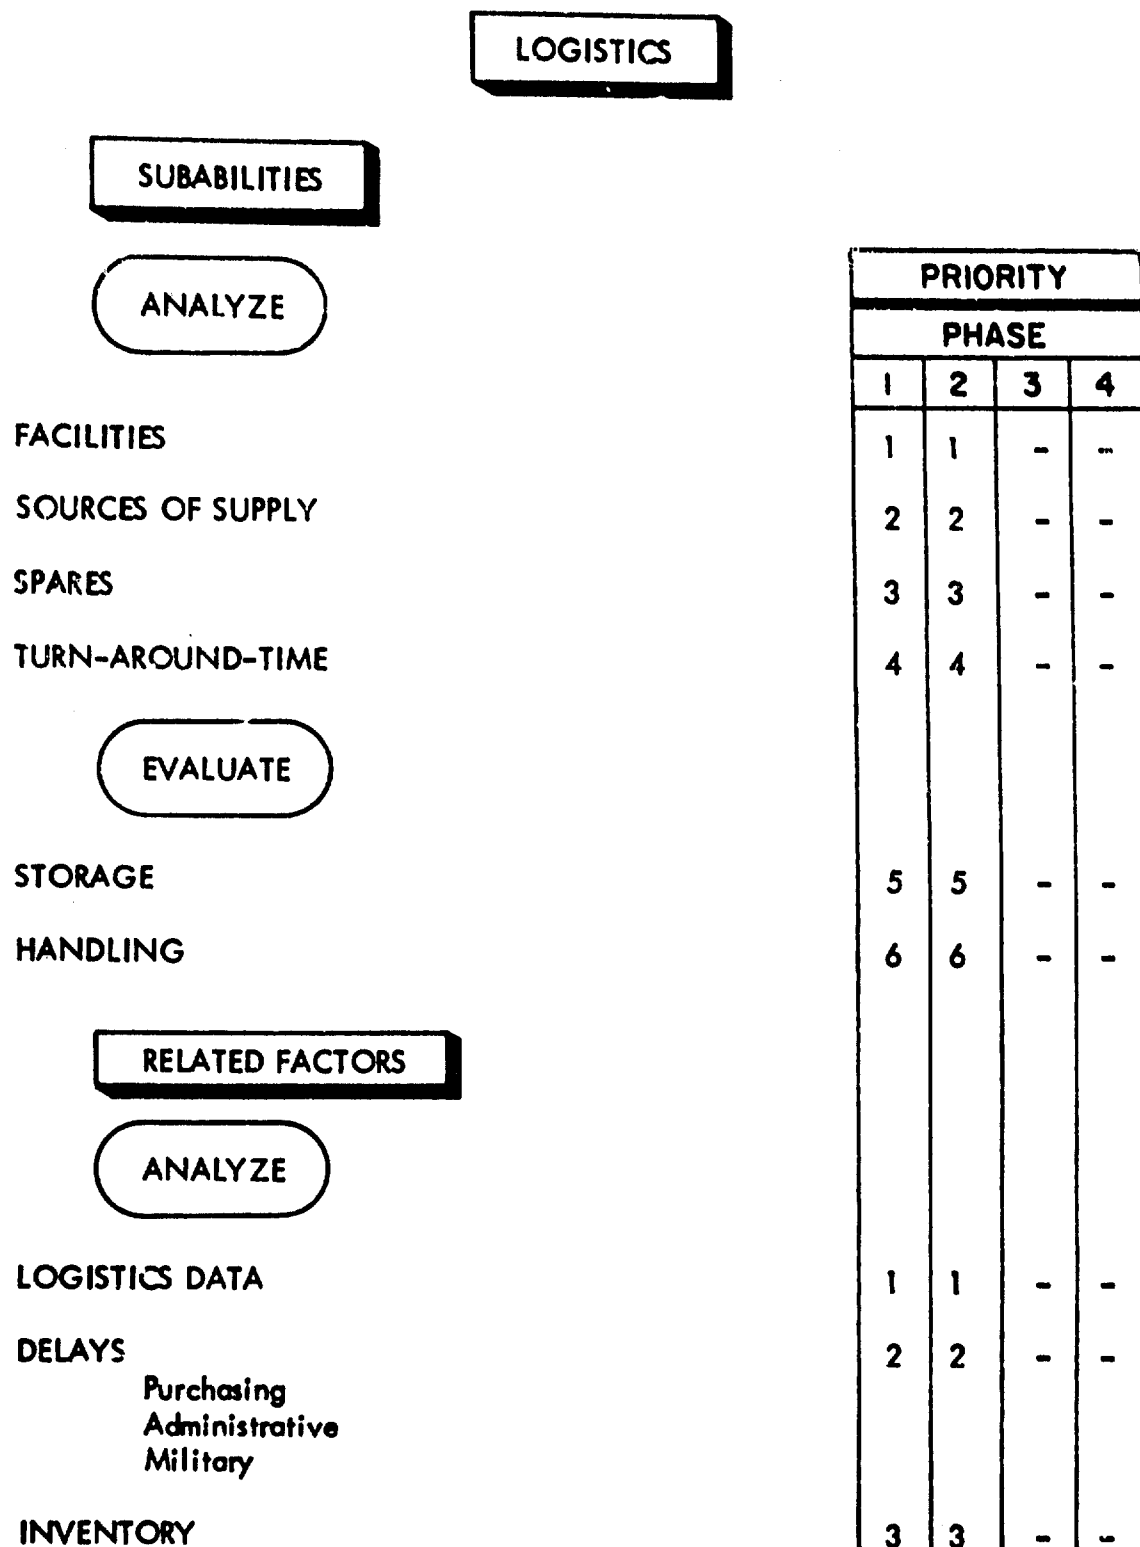 LOGISTICS
SUBABILITIES
ANALYZE
PRIORITY
PHASE
1 2 3 4
FACILITIES 1 1 - -
SOURCES OF SUPPLY 2 2 - -
SPARES 3 3 - -
TURN-AROUND-TIME 4 4 - -
EVALUATE
STORAGE 5 5 - -
HANDLING 6 6 - -
RELATED FACTORS
ANALYZE
LOGISTICS DATA 1 1 - -
DELAYS 2 2 - -
Purchasing
Administrative
Military
INVENTORY 3 3 - -